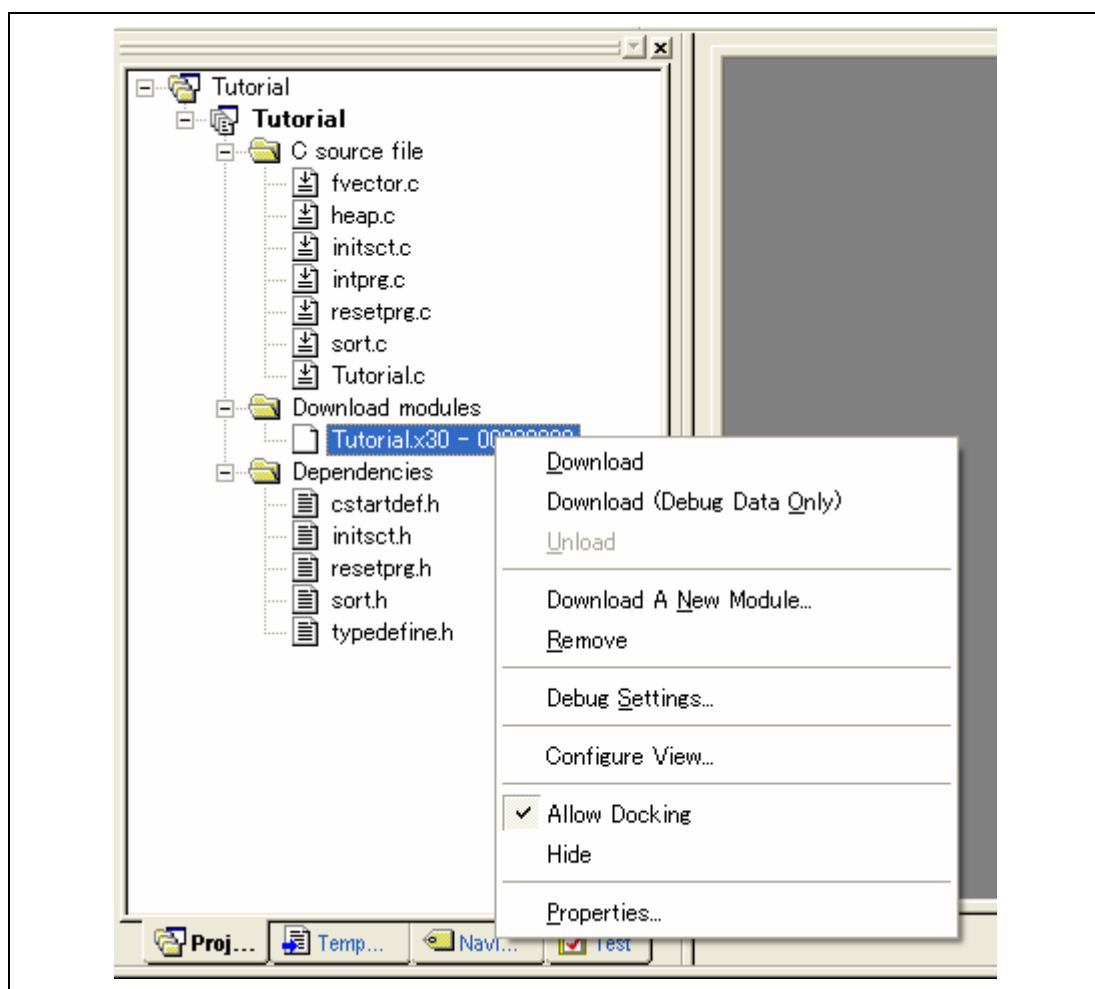 Tutorial
Tutorial
C source file
fvector.c
heap.c
initsct.c
intprg.c
resetprg.c
sort.c
Tutorial.c
Download modules
Tutorial.x30 - 00000000
Dependencies
cstartdef.h
initsct.h
resetprg.h
sort.h
typedefine.h
Download
Download (Debug Data Only)
Unload
Download A New Module...
Remove
Debug Settings...
Configure View...
Allow Docking
Hide
Properties...
Proj... Temp... Navi... Test